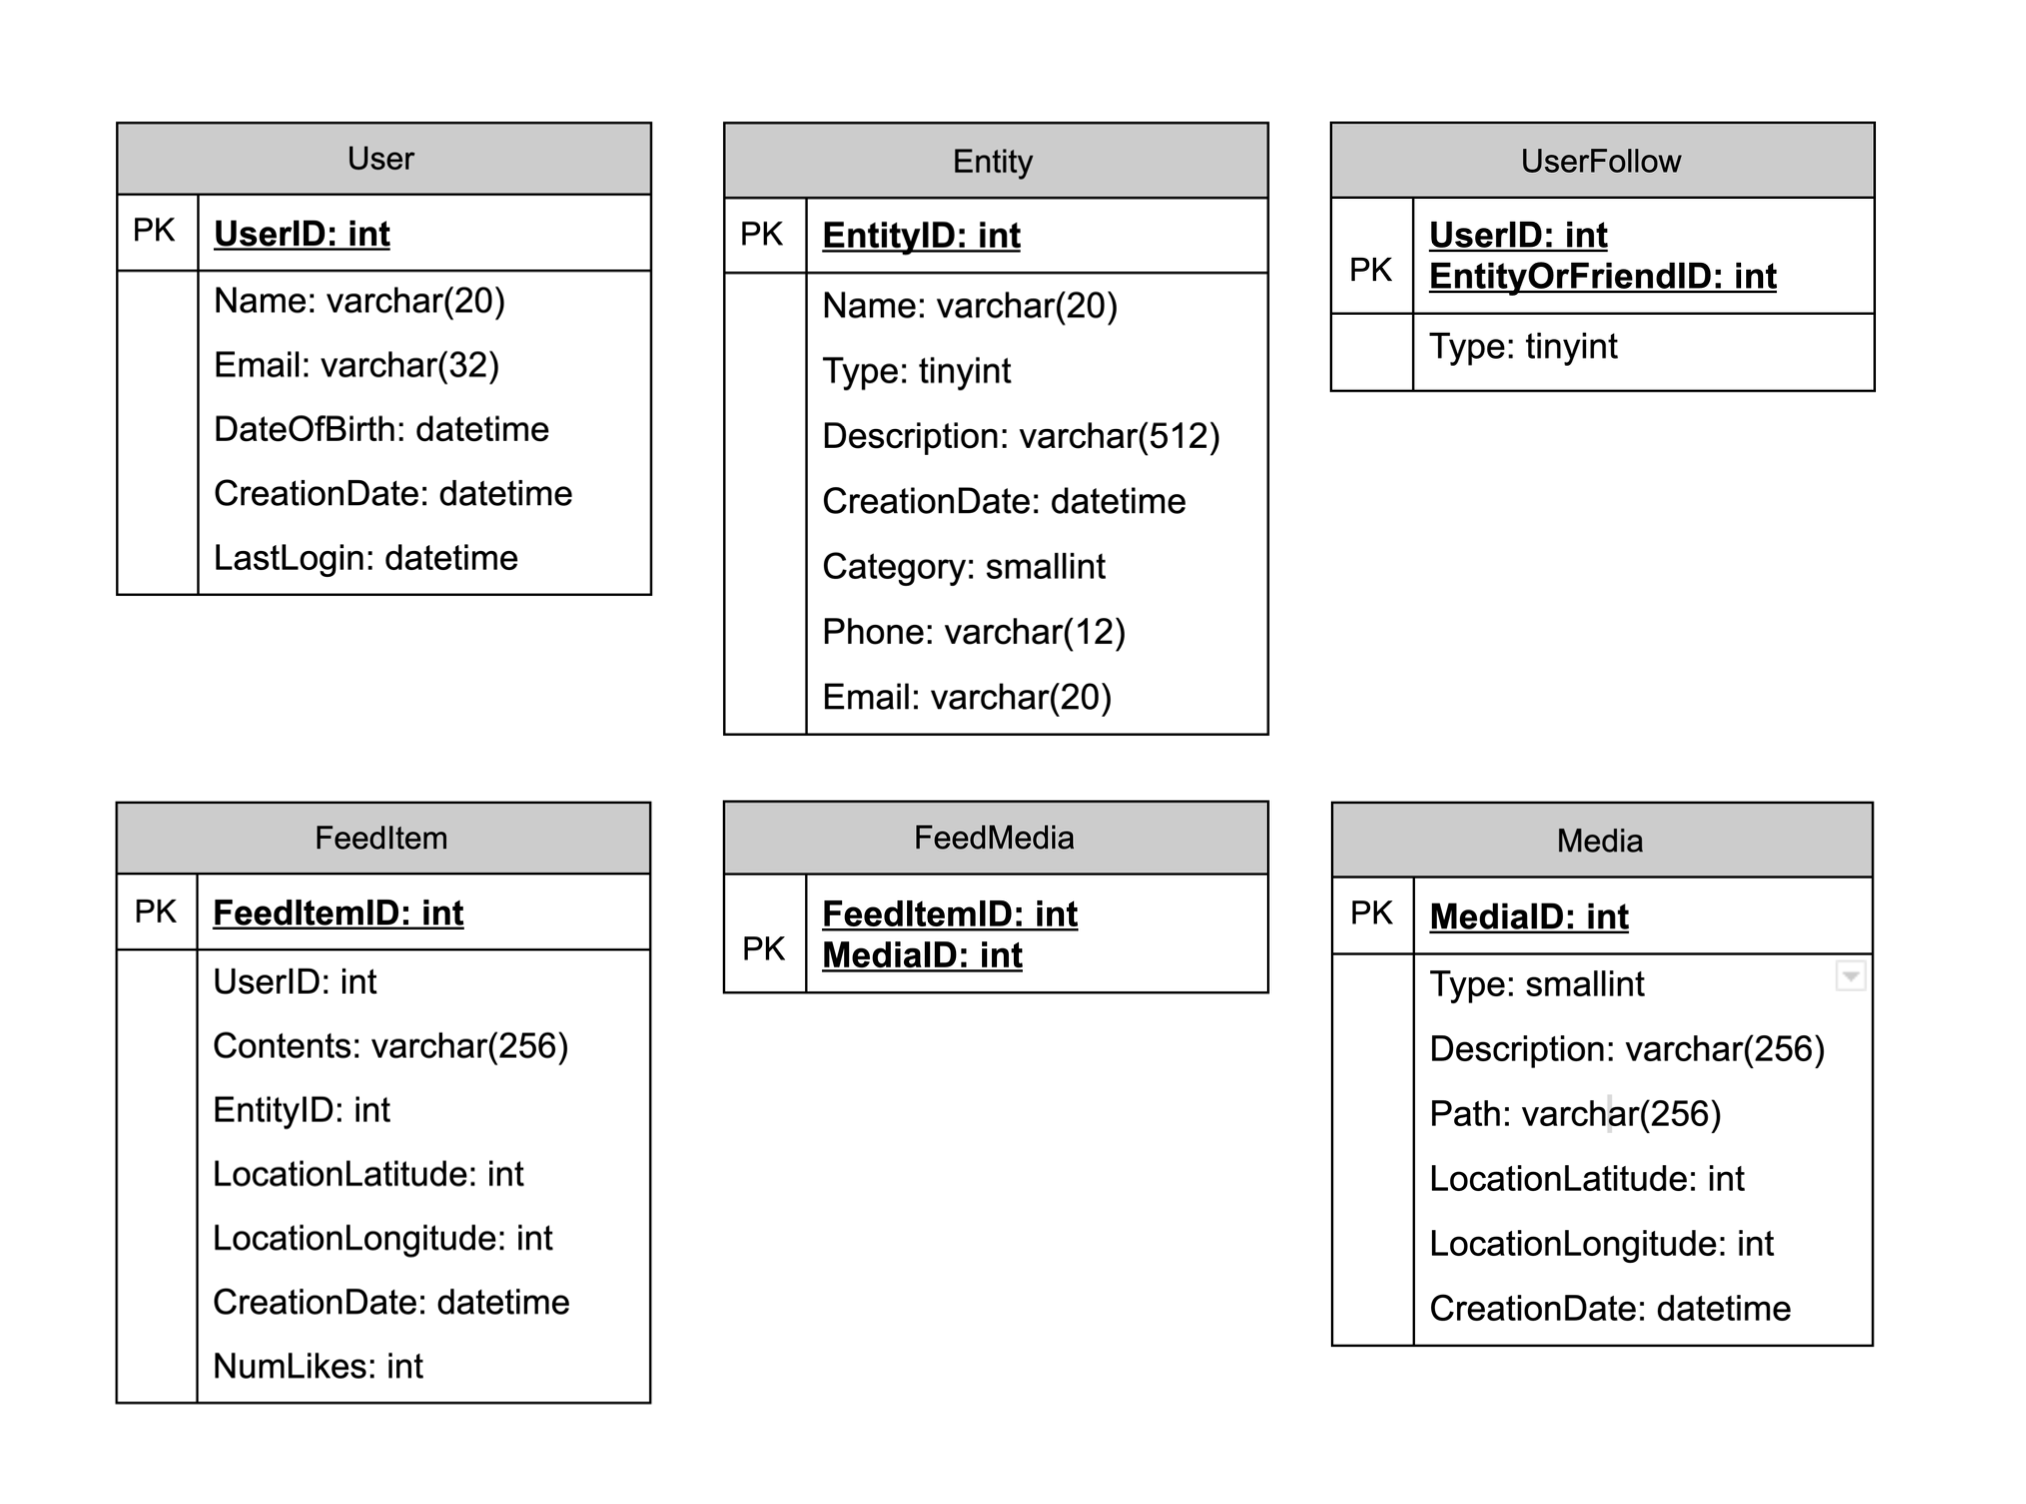 User
PK
UserID: int
Name: varchar(20)
Email: varchar(32)
DateOfBirth: datetime
CreationDate: datetime
LastLogin: datetime
Entity
PK
EntityID: int
Name: varchar(20)
Type: tinyint
Description: varchar(512)
CreationDate: datetime
Category: smallint
Phone: varchar(12)
Email: varchar(20)
UserFollow
PK
UserID: int
EntityOrFriendID: int
Type: tinyint
FeedItem
PK
FeedItemID: int
UserID: int
Contents: varchar(256)
EntityID: int
LocationLatitude: int
LocationLongitude: int
CreationDate: datetime
NumLikes: int
FeedMedia
PK
FeedItemID: int
MediaID: int
Media
PK
MediaID: int
Type: smallint
Description: varchar(256)
Path: varchar(256)
LocationLatitude: int
LocationLongitude: int
CreationDate: datetime